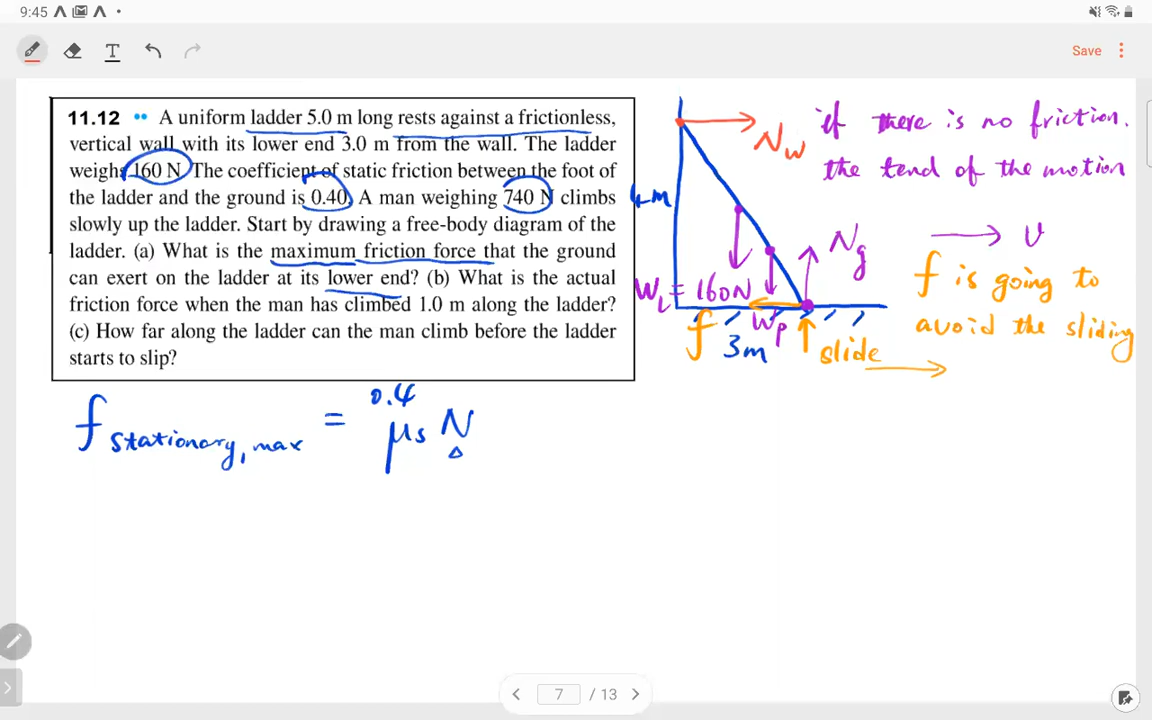 9:45
Save
11.12 •• A uniform ladder 5.0 m long rests against a frictionless,
vertical wall with its lower end 3.0 m from the wall. The ladder
weighs 160 N. The coefficient of static friction between the foot of
the ladder and the ground is 0.40. A man weighing 740 N climbs
slowly up the ladder. Start by drawing a free-body diagram of the
ladder. (a) What is the maximum friction force that the ground
can exert on the ladder at its lower end? (b) What is the actual
friction force when the man has climbed 1.0 m along the ladder?
(c) How far along the ladder can the man climb before the ladder
starts to slip?
Nw
if there is no friction.
the tend of the motion
4m
Ng
υ
WL = 160N
f is going to
avoid the sliding
f
Wp
3m
slide
0.4
f stationary, max = μs N
7 / 13